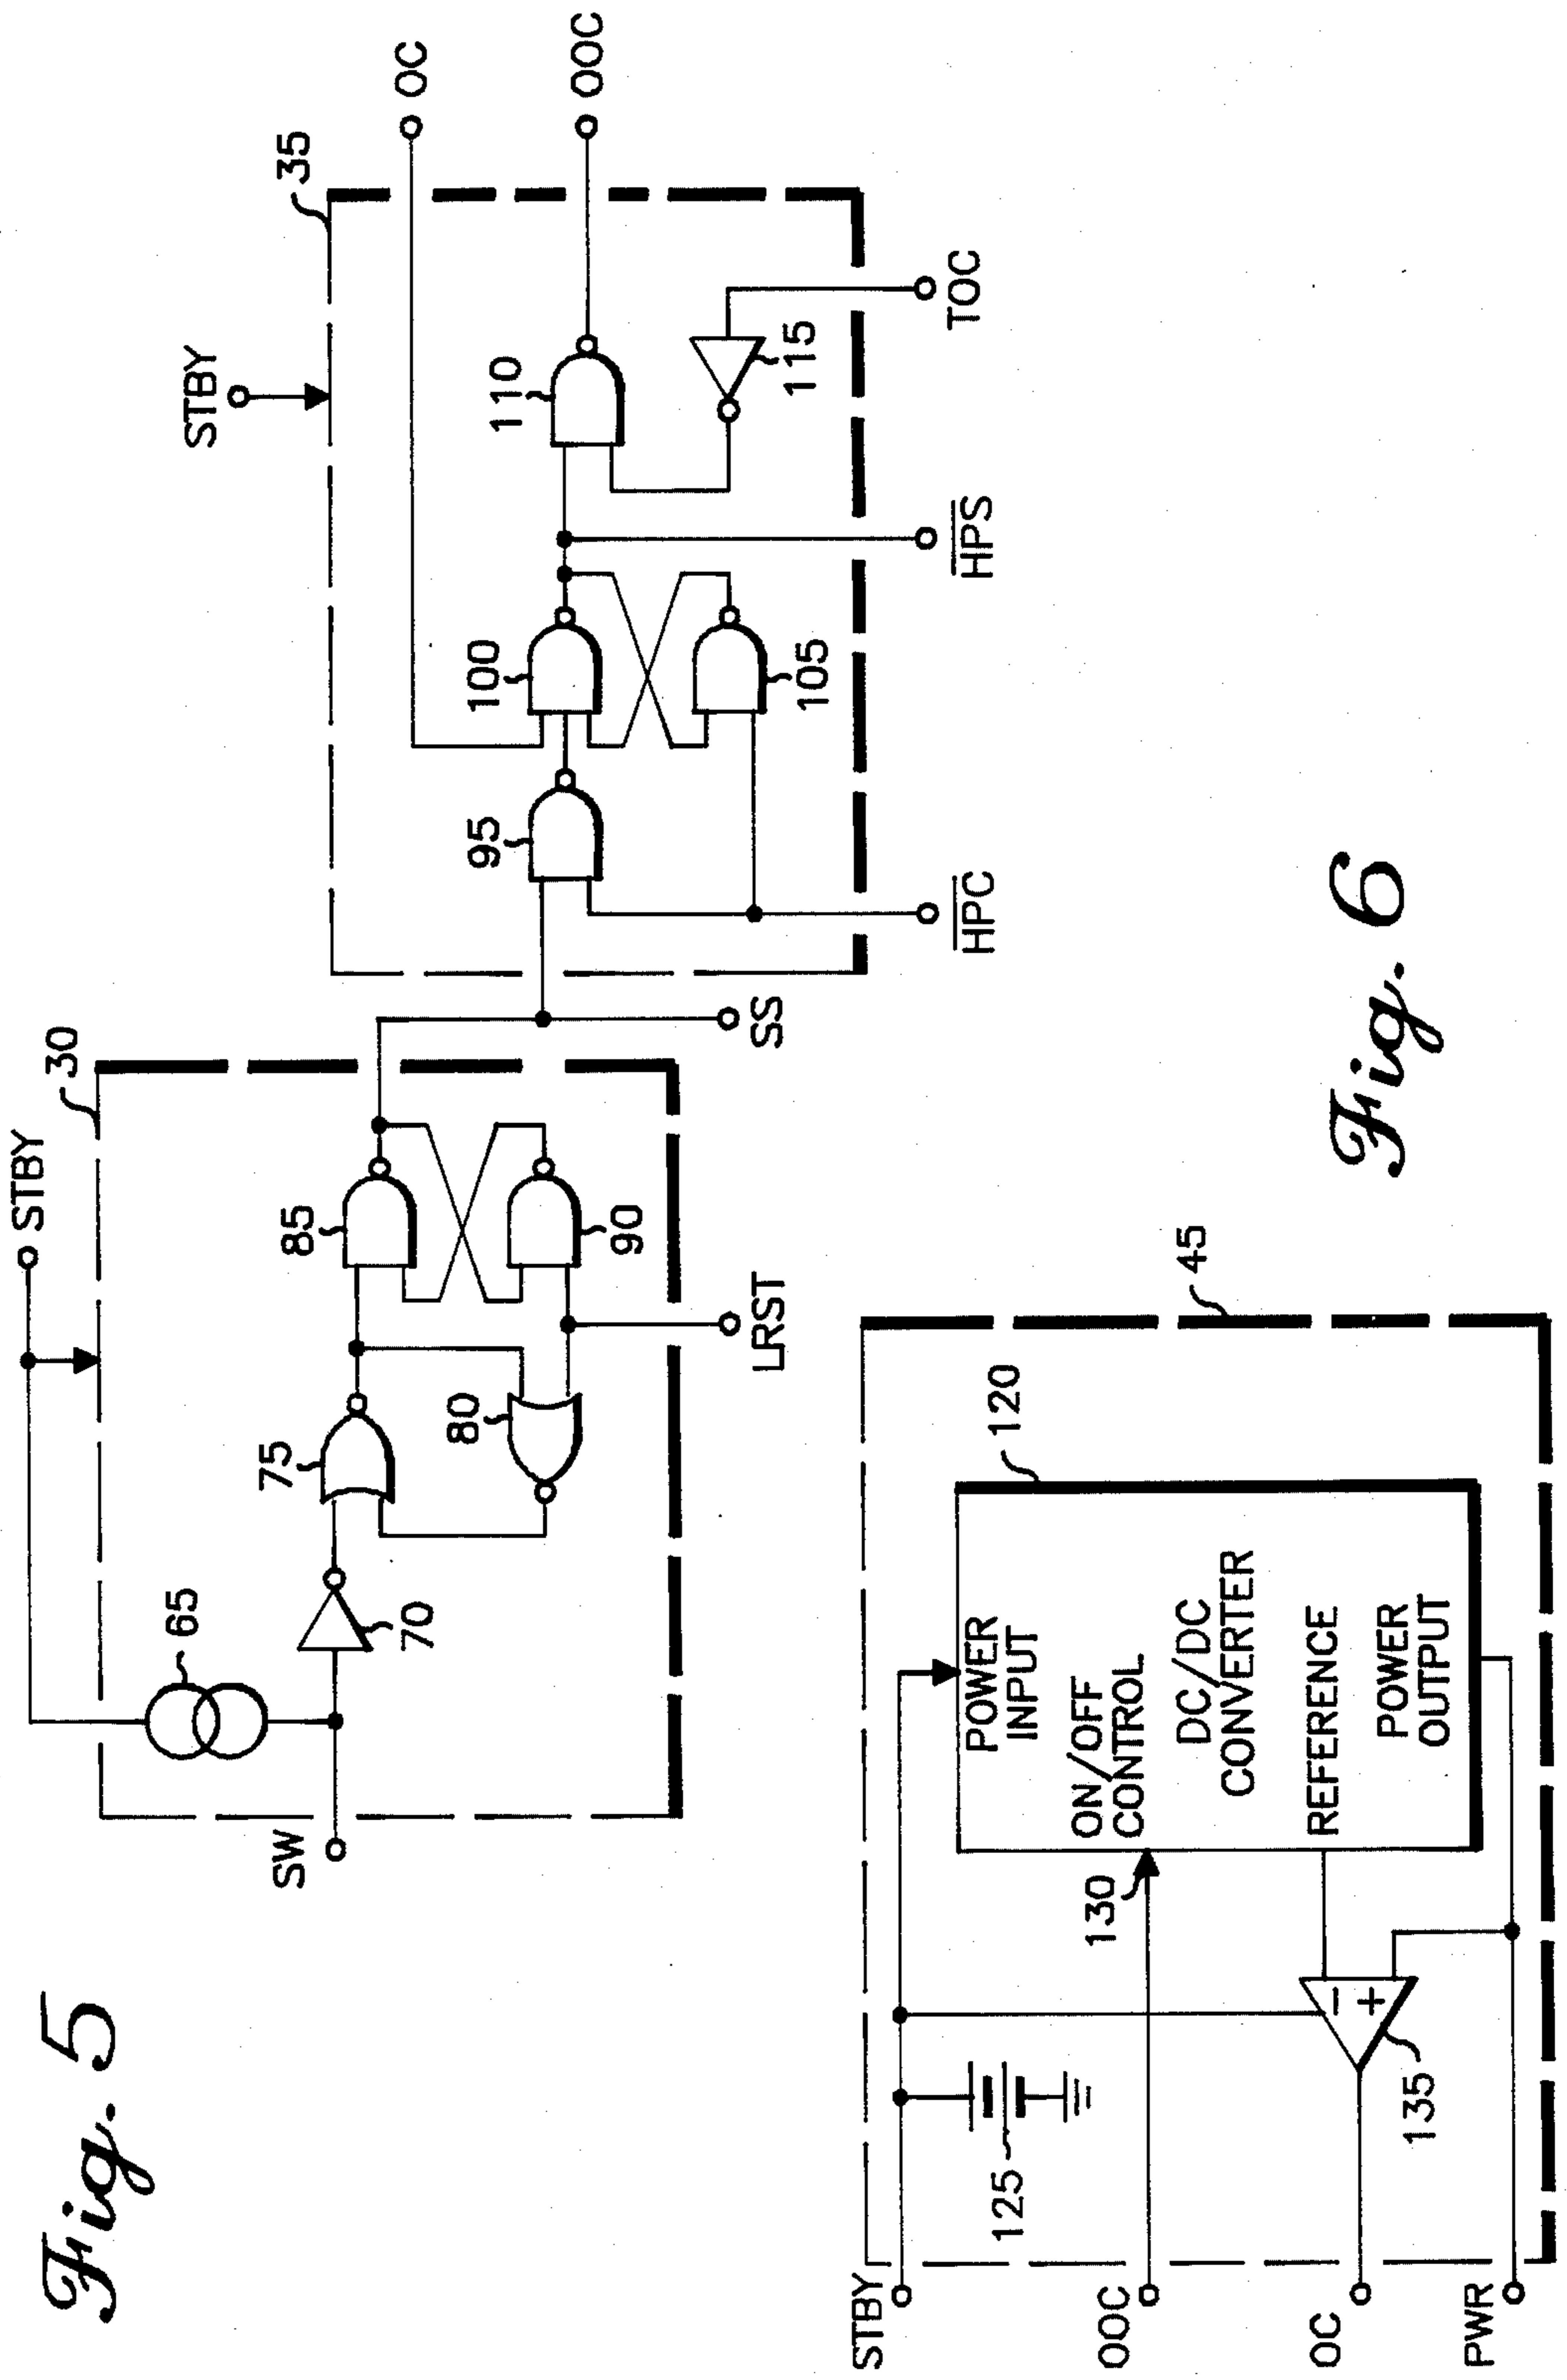 Fig. 5
STBY
30
SW
65
70
75
80
85
90
LRST
SS
STBY
35
95
100
105
110
115
OC
OOC
H̅P̅C̅
H̅P̅S̅
TOC
STBY
OOC
OC
PWR
125
130
135
120
45
POWER
INPUT
ON/OFF
CONTROL
DC/DC
CONVERTER
REFERENCE
POWER
OUTPUT
−
+
Fig. 6